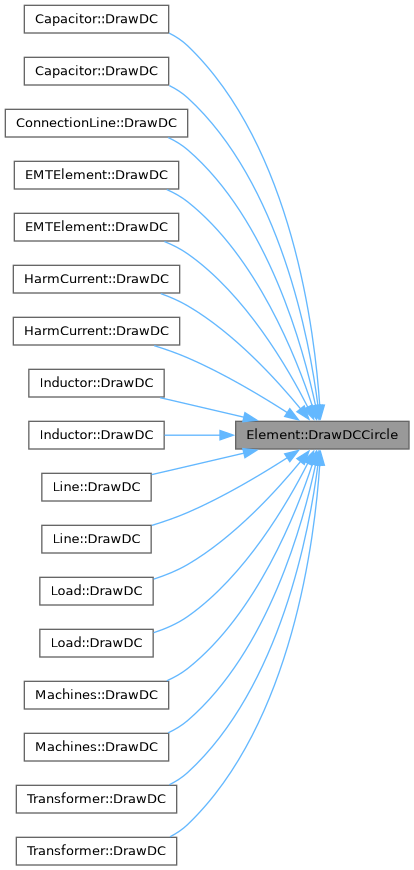 Capacitor::DrawDC
Capacitor::DrawDC
ConnectionLine::DrawDC
EMTElement::DrawDC
EMTElement::DrawDC
HarmCurrent::DrawDC
HarmCurrent::DrawDC
Inductor::DrawDC
Element::DrawDCCircle
Inductor::DrawDC
Line::DrawDC
Line::DrawDC
Load::DrawDC
Load::DrawDC
Machines::DrawDC
Machines::DrawDC
Transformer::DrawDC
Transformer::DrawDC